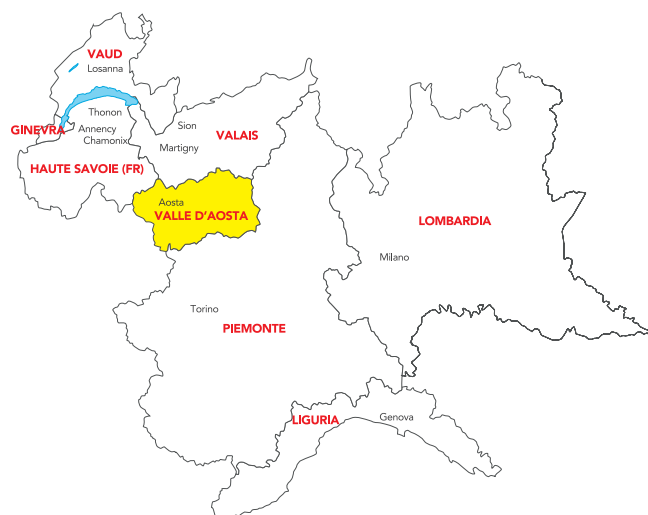 VAUD
Losanna
Thonon
GINEVRA
Annency
Chamonix
Sion
Martigny
VALAIS
HAUTE SAVOIE (FR)
Aosta
VALLE D'AOSTA
LOMBARDIA
Milano
Torino
PIEMONTE
LIGURIA
Genova